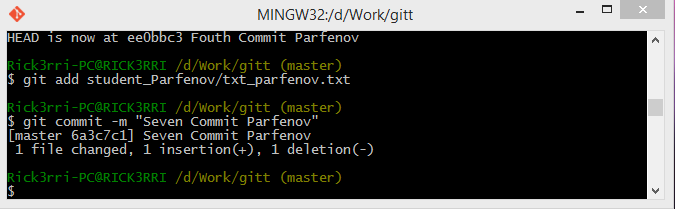 MINGW32:/d/Work/gitt
HEAD is now at ee0bbc3 Fouth Commit Parfenov
Rick3rri-PC@RICK3RRI /d/Work/gitt (master)
$ git add student_Parfenov/txt_parfenov.txt
Rick3rri-PC@RICK3RRI /d/Work/gitt (master)
$ git commit -m "Seven Commit Parfenov"
[master 6a3c7c1] Seven Commit Parfenov
1 file changed, 1 insertion(+), 1 deletion(-)
Rick3rri-PC@RICK3RRI /d/Work/gitt (master)
$